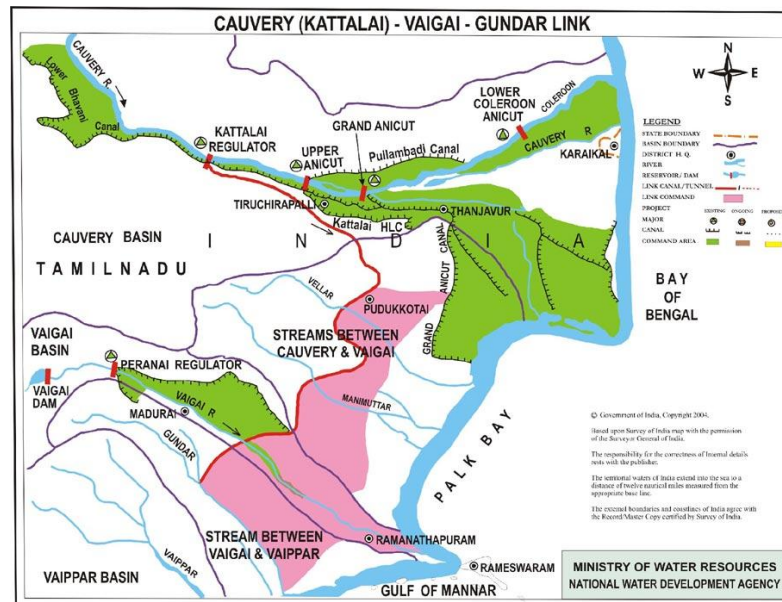 CAUVERY (KATTALAI) - VAIGAI - GUNDAR LINK
N
W
E
S
CAUVERY R.
Lower
Bhavani
Canal
KATTALAI
REGULATOR
UPPER
ANICUT
GRAND ANICUT
LOWER
COLEROON
ANICUT
COLEROON
Pullambadi Canal
CAUVERY R
KARAIKAL
TIRUCHIRAPALLI
Kattalai HLC
THANJAVUR
CAUVERY BASIN
I N D I A
TAMILNADU
GRAND ANICUT CANAL
VELLAR
PUDUKKOTAI
STREAMS BETWEEN
CAUVERY & VAIGAI
BAY
OF
BENGAL
VAIGAI
BASIN
PERANAI REGULATOR
VAIGAI
DAM
VAIGAI R
MADURAI
MANIMUTTAR
GUNDAR
PALK BAY
STREAM BETWEEN
VAIGAI & VAIPPAR
RAMANATHAPURAM
VAIPPAR
VAIPPAR BASIN
RAMESWARAM
GULF OF MANNAR
LEGEND
STATE BOUNDARY
BASIN BOUNDARY
DISTRICT H. Q.
RIVER
RESERVOIR/ DAM
LINK CANAL/TUNNEL
LINK COMMAND
PROJECT
EXISTING ONGOING PROPOSED
MAJOR
CANAL
COMMAND AREA
© Government of India, Copyright 2004.
Based upon Survey of India map with the permission
of the Surveyor General of India.
The responsibility for the correctness of Internal details
rests with the publisher.
The territorial waters of India extend into the sea to a
distance of twelve nautical miles measured from the
appropriate base line.
The external boundaries and coastlines of India agree with
the Record/Master Copy certified by Survey of India.
MINISTRY OF WATER RESOURCES
NATIONAL WATER DEVELOPMENT AGENCY